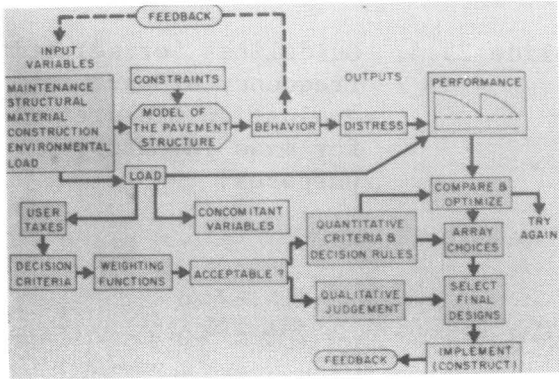 FEEDBACK
INPUT
VARIABLES
MAINTENANCE
STRUCTURAL
MATERIAL
CONSTRUCTION
ENVIRONMENTAL
LOAD
CONSTRAINTS
MODEL OF
THE PAVEMENT
STRUCTURE
BEHAVIOR
OUTPUTS
DISTRESS
PERFORMANCE
LOAD
USER
TAXES
CONCOMITANT
VARIABLES
COMPARE &
OPTIMIZE
TRY
AGAIN
QUANTITATIVE
CRITERIA &
DECISION RULES
ARRAY
CHOICES
DECISION
CRITERIA
WEIGHTING
FUNCTIONS
ACCEPTABLE ?
QUALITATIVE
JUDGEMENT
SELECT
FINAL
DESIGNS
FEEDBACK
IMPLEMENT
(CONSTRUCT)